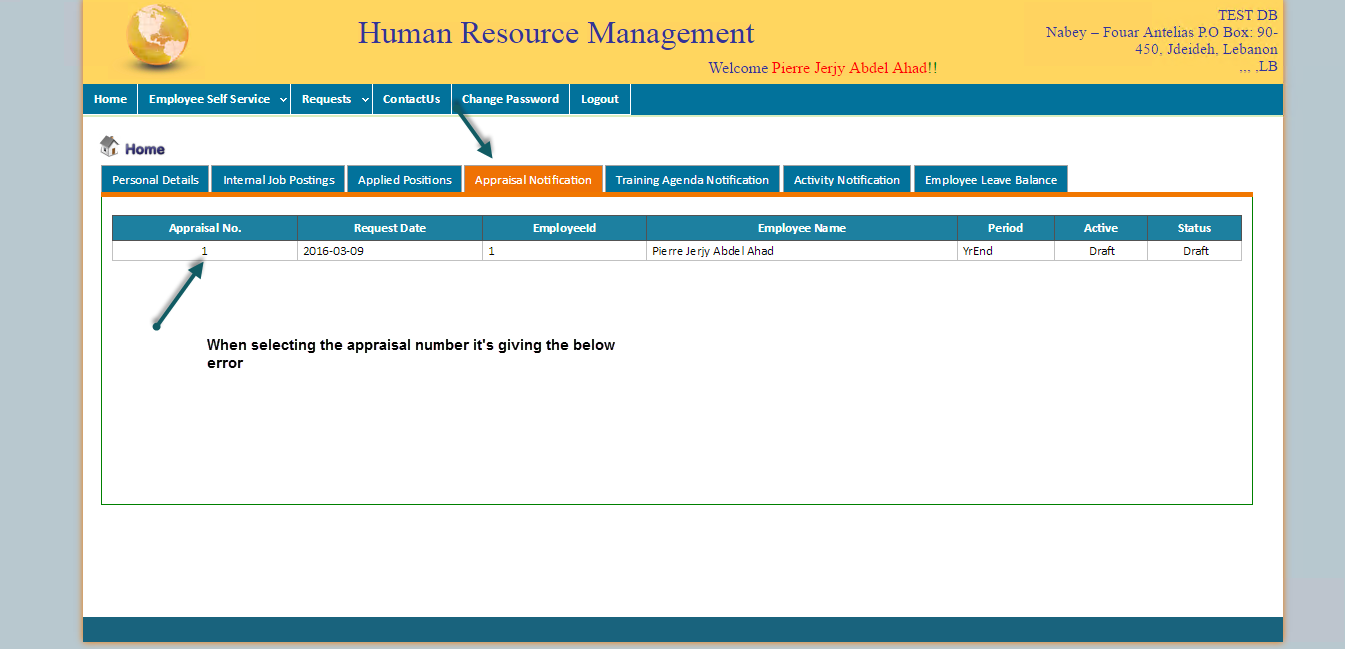 Human Resource Management
TEST DB
Nabey – Fouar Antelias P.O Box: 90-
450, Jdeideh, Lebanon
,,, ,LB
Welcome Pierre Jerjy Abdel Ahad!!
Home Employee Self Service Requests ContactUs Change Password Logout
Home
Personal Details Internal Job Postings Applied Positions Appraisal Notification Training Agenda Notification Activity Notification Employee Leave Balance
Appraisal No. Request Date EmployeeId Employee Name Period Active Status
1 2016-03-09 1 Pierre Jerjy Abdel Ahad YrEnd Draft Draft
When selecting the appraisal number it's giving the below
error